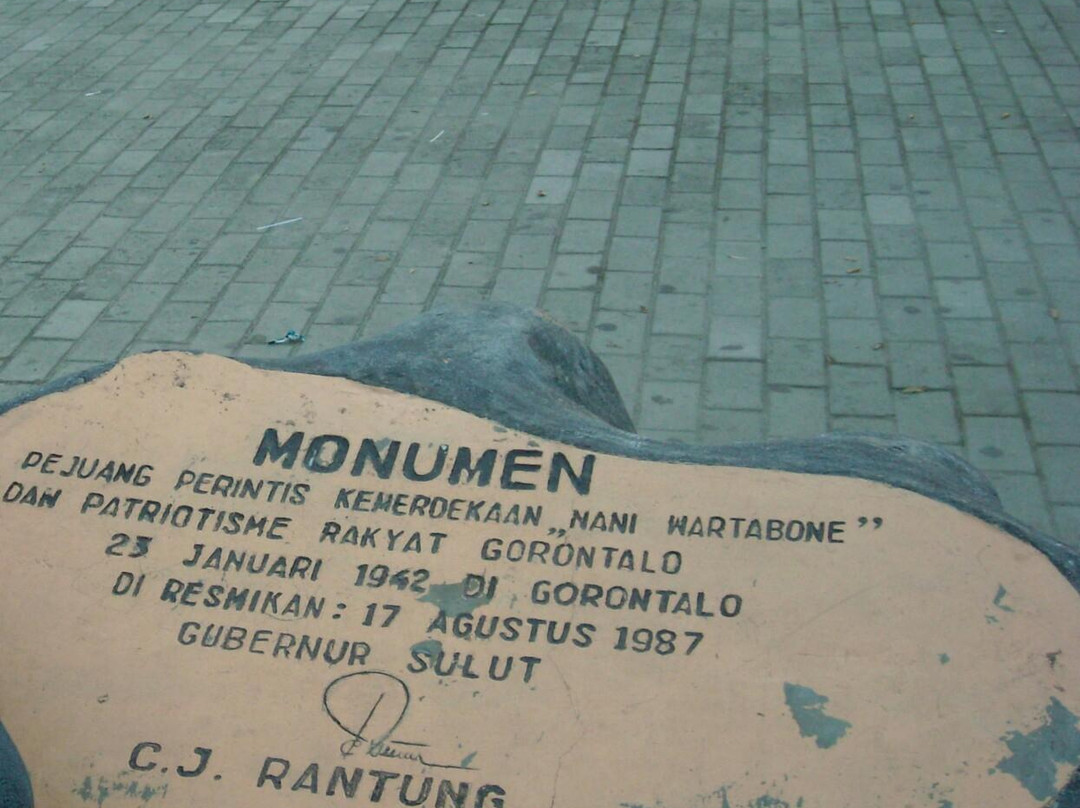 MONUMEN
PEJUANG PERINTIS KEMERDEKAAN „NANI WARTABONE”
DAN PATRIOTISME RAKYAT GORONTALO
23 JANUARI 1942 DI GORONTALO
DI RESMIKAN : 17 AGUSTUS 1987
GUBERNUR SULUT
C.J. RANTUNG